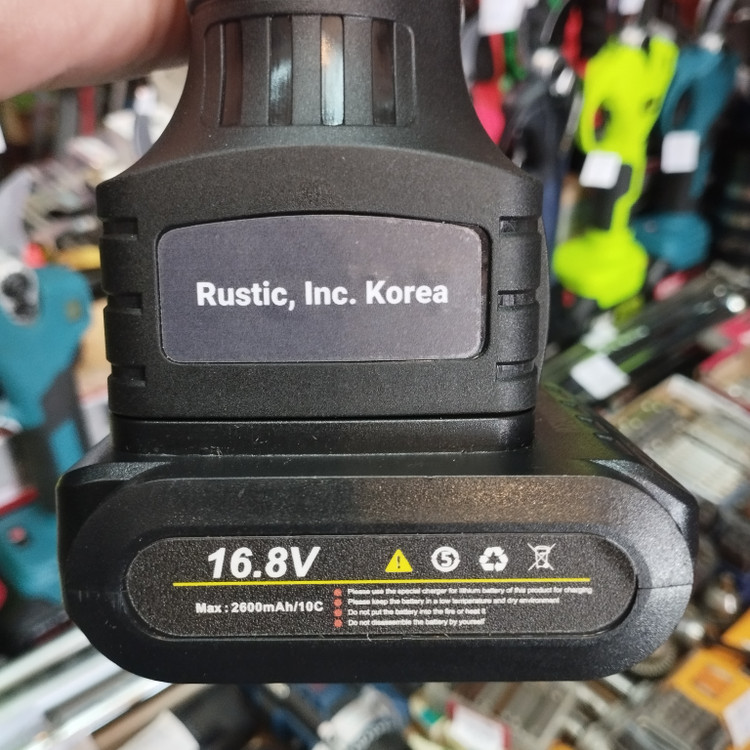 Rustic, Inc. Korea
16.8V
5
Max : 2600mAh/10C
Please use the special charger for lithium battery of this product for charging
Please keep the battery in a low temperature and dry environment
Do not put the battery into the fire or heat it
Do not disassemble the battery by yourself